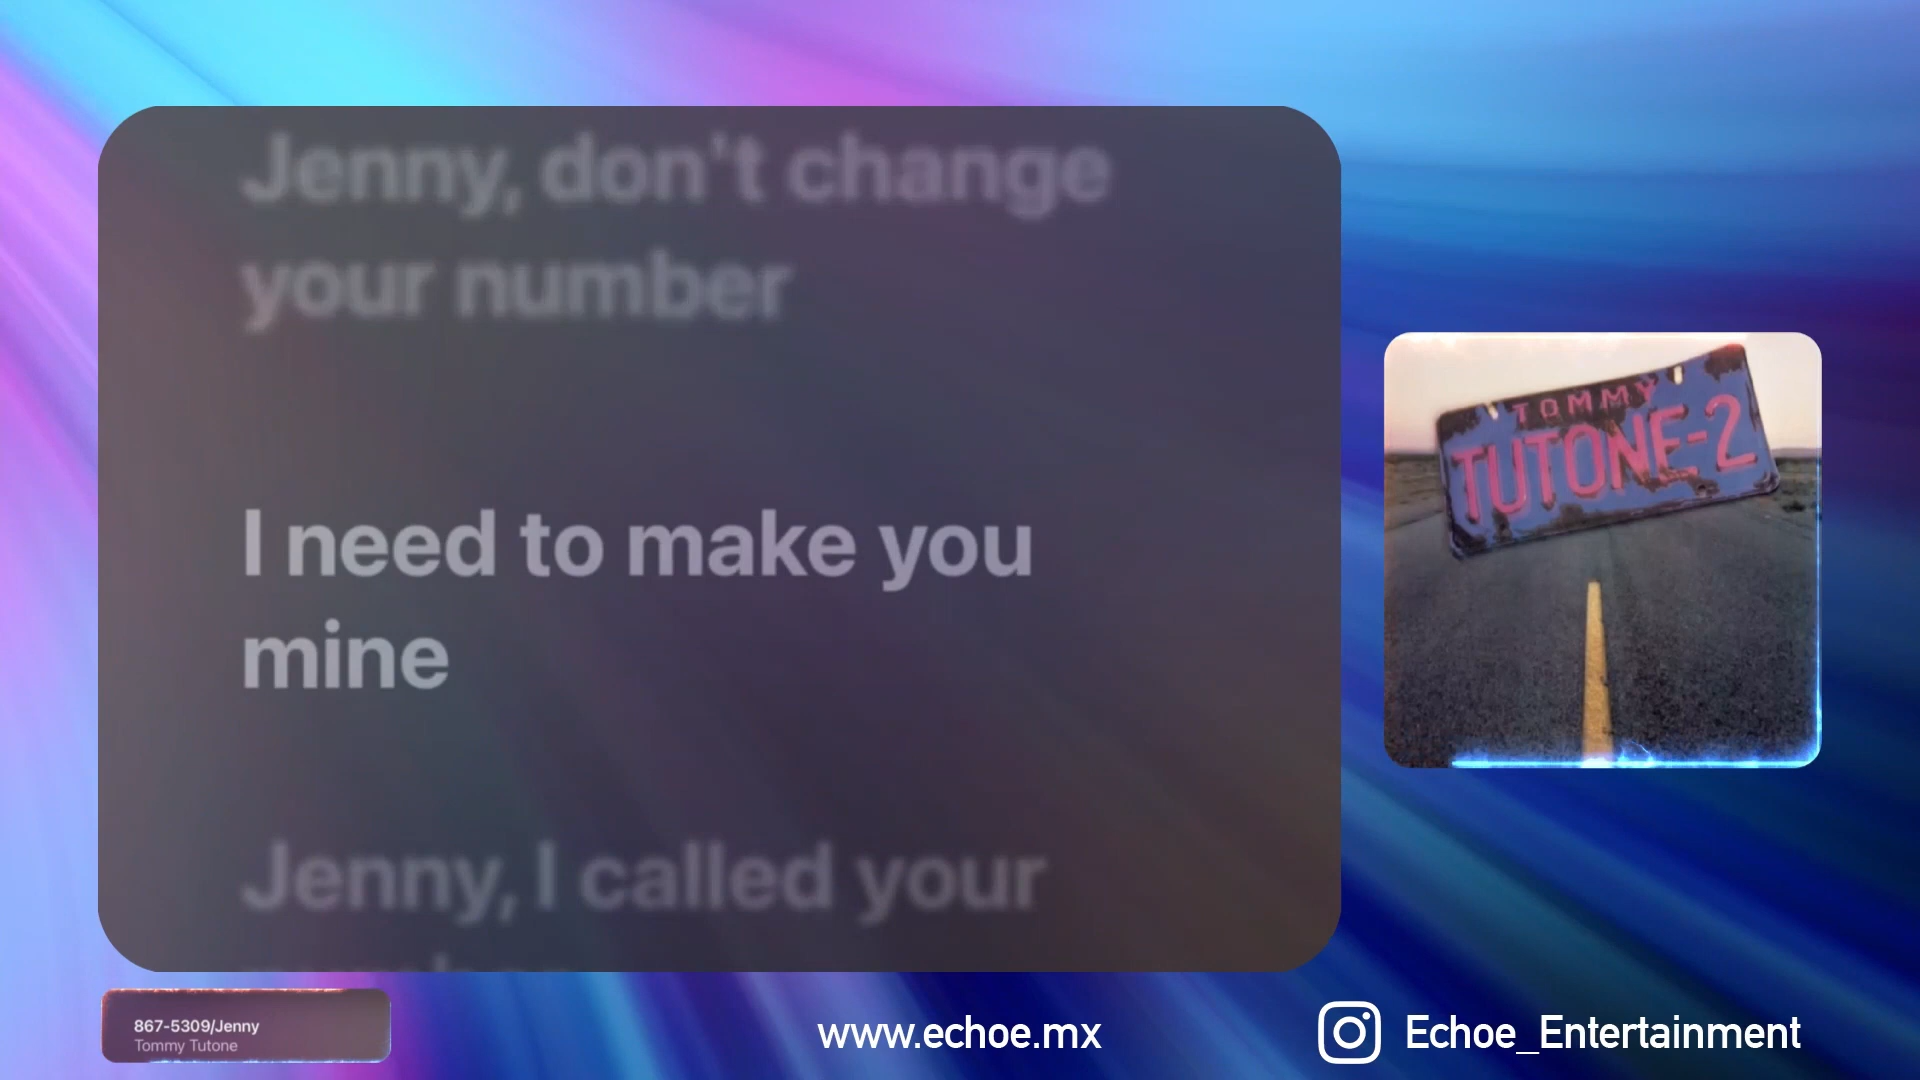 Jenny, don't change
your number
I need to make you
mine
Jenny, I called your
TOMMY
TUTONE-2
867-5309/Jenny
Tommy Tutone
www.echoe.mx
Echoe_Entertainment